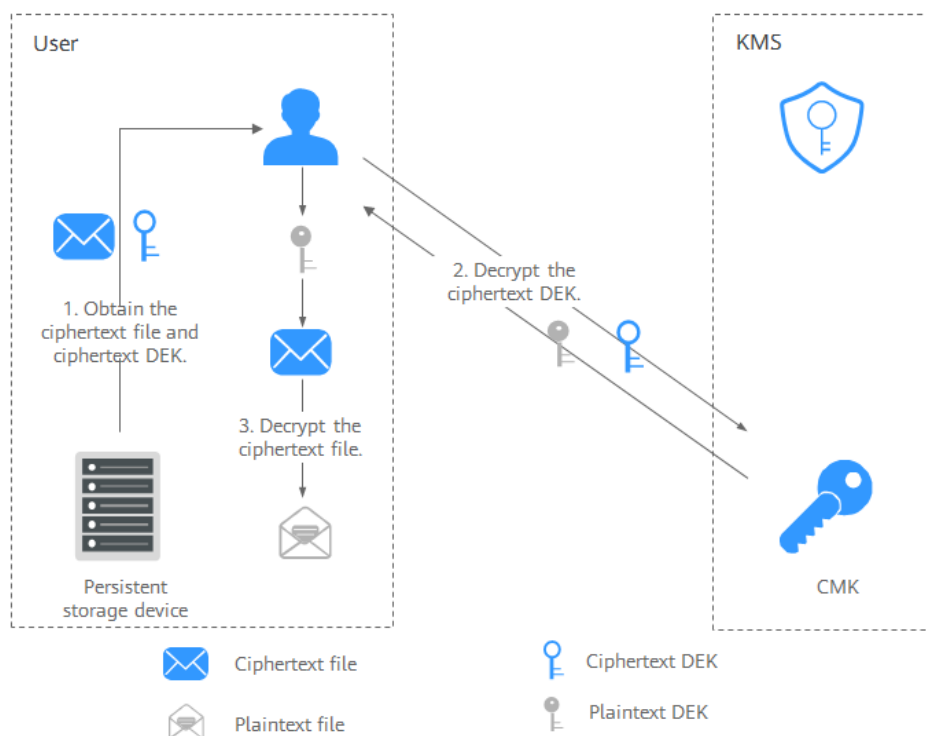 User
KMS
1. Obtain the
ciphertext file and
ciphertext DEK.
2. Decrypt the
ciphertext DEK.
3. Decrypt the
ciphertext file.
Persistent
storage device
CMK
Ciphertext file
Ciphertext DEK
Plaintext file
Plaintext DEK